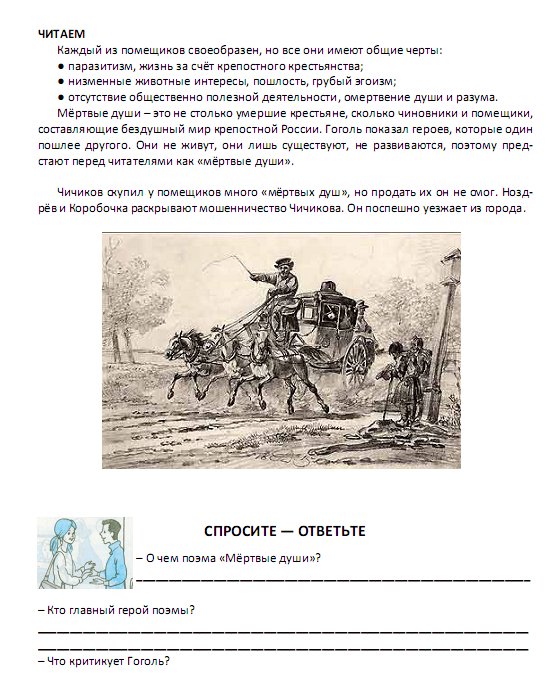 ЧИТАЕМ
Каждый из помещиков своеобразен, но все они имеют общие черты:
● паразитизм, жизнь за счёт крепостного крестьянства;
● низменные животные интересы, пошлость, грубый эгоизм;
● отсутствие общественно полезной деятельности, омертвение души и разума.
Мёртвые души – это не столько умершие крестьяне, сколько чиновники и помещики,
составляющие бездушный мир крепостной России. Гоголь показал героев, которые один
пошлее другого. Они не живут, они лишь существуют, не развиваются, поэтому пред-
стают перед читателями как «мёртвые души».
Чичиков скупил у помещиков много «мёртвых душ», но продать их он не смог. Нозд-
рёв и Коробочка раскрывают мошенничество Чичикова. Он поспешно уезжает из города.
СПРОСИТЕ — ОТВЕТЬТЕ
– О чем поэма «Мёртвые души»?
– Кто главный герой поэмы?
– Что критикует Гоголь?